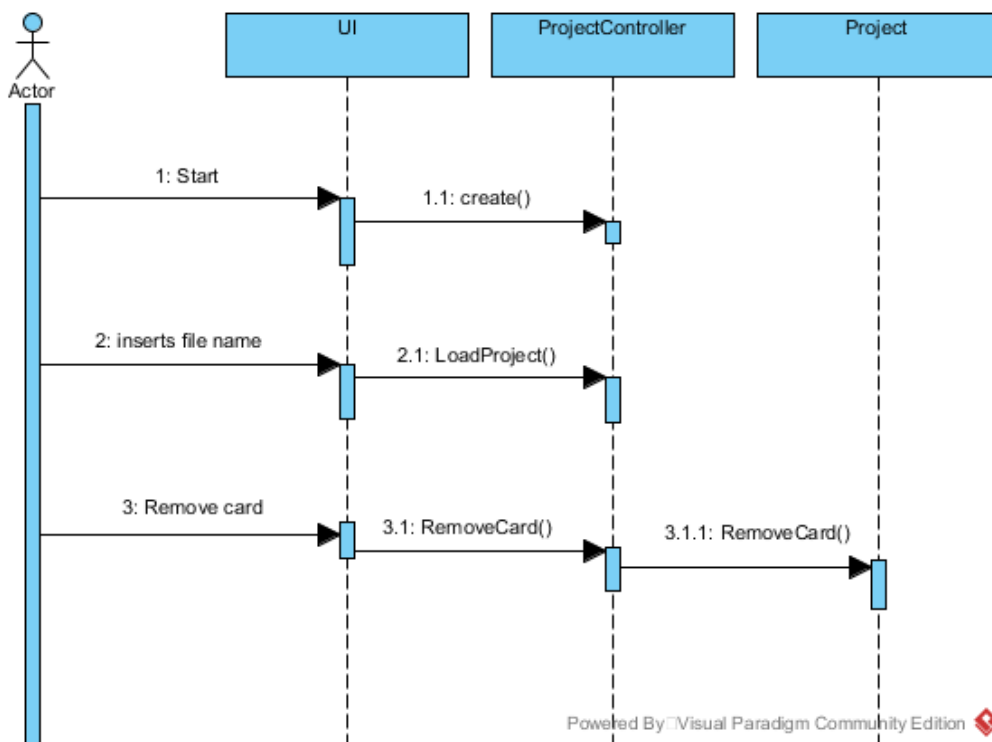 UI
ProjectController
Project
Actor
1: Start
1.1: create()
2: inserts file name
2.1: LoadProject()
3: Remove card
3.1: RemoveCard()
3.1.1: RemoveCard()
Powered By Visual Paradigm Community Edition